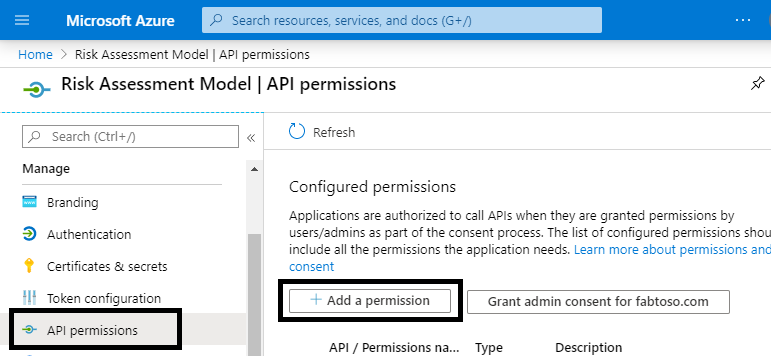 Microsoft Azure
Search resources, services, and docs (G+/)
...
Home > Risk Assessment Model | API permissions
Risk Assessment Model | API permissions
Search (Ctrl+/)
«
Refresh
Manage
Branding
Authentication
Certificates & secrets
Token configuration
API permissions
Configured permissions
Applications are authorized to call APIs when they are granted permissions by
users/admins as part of the consent process. The list of configured permissions shou
include all the permissions the application needs. Learn more about permissions and
consent
+ Add a permission
Grant admin consent for fabtoso.com
API / Permissions na... Type Description